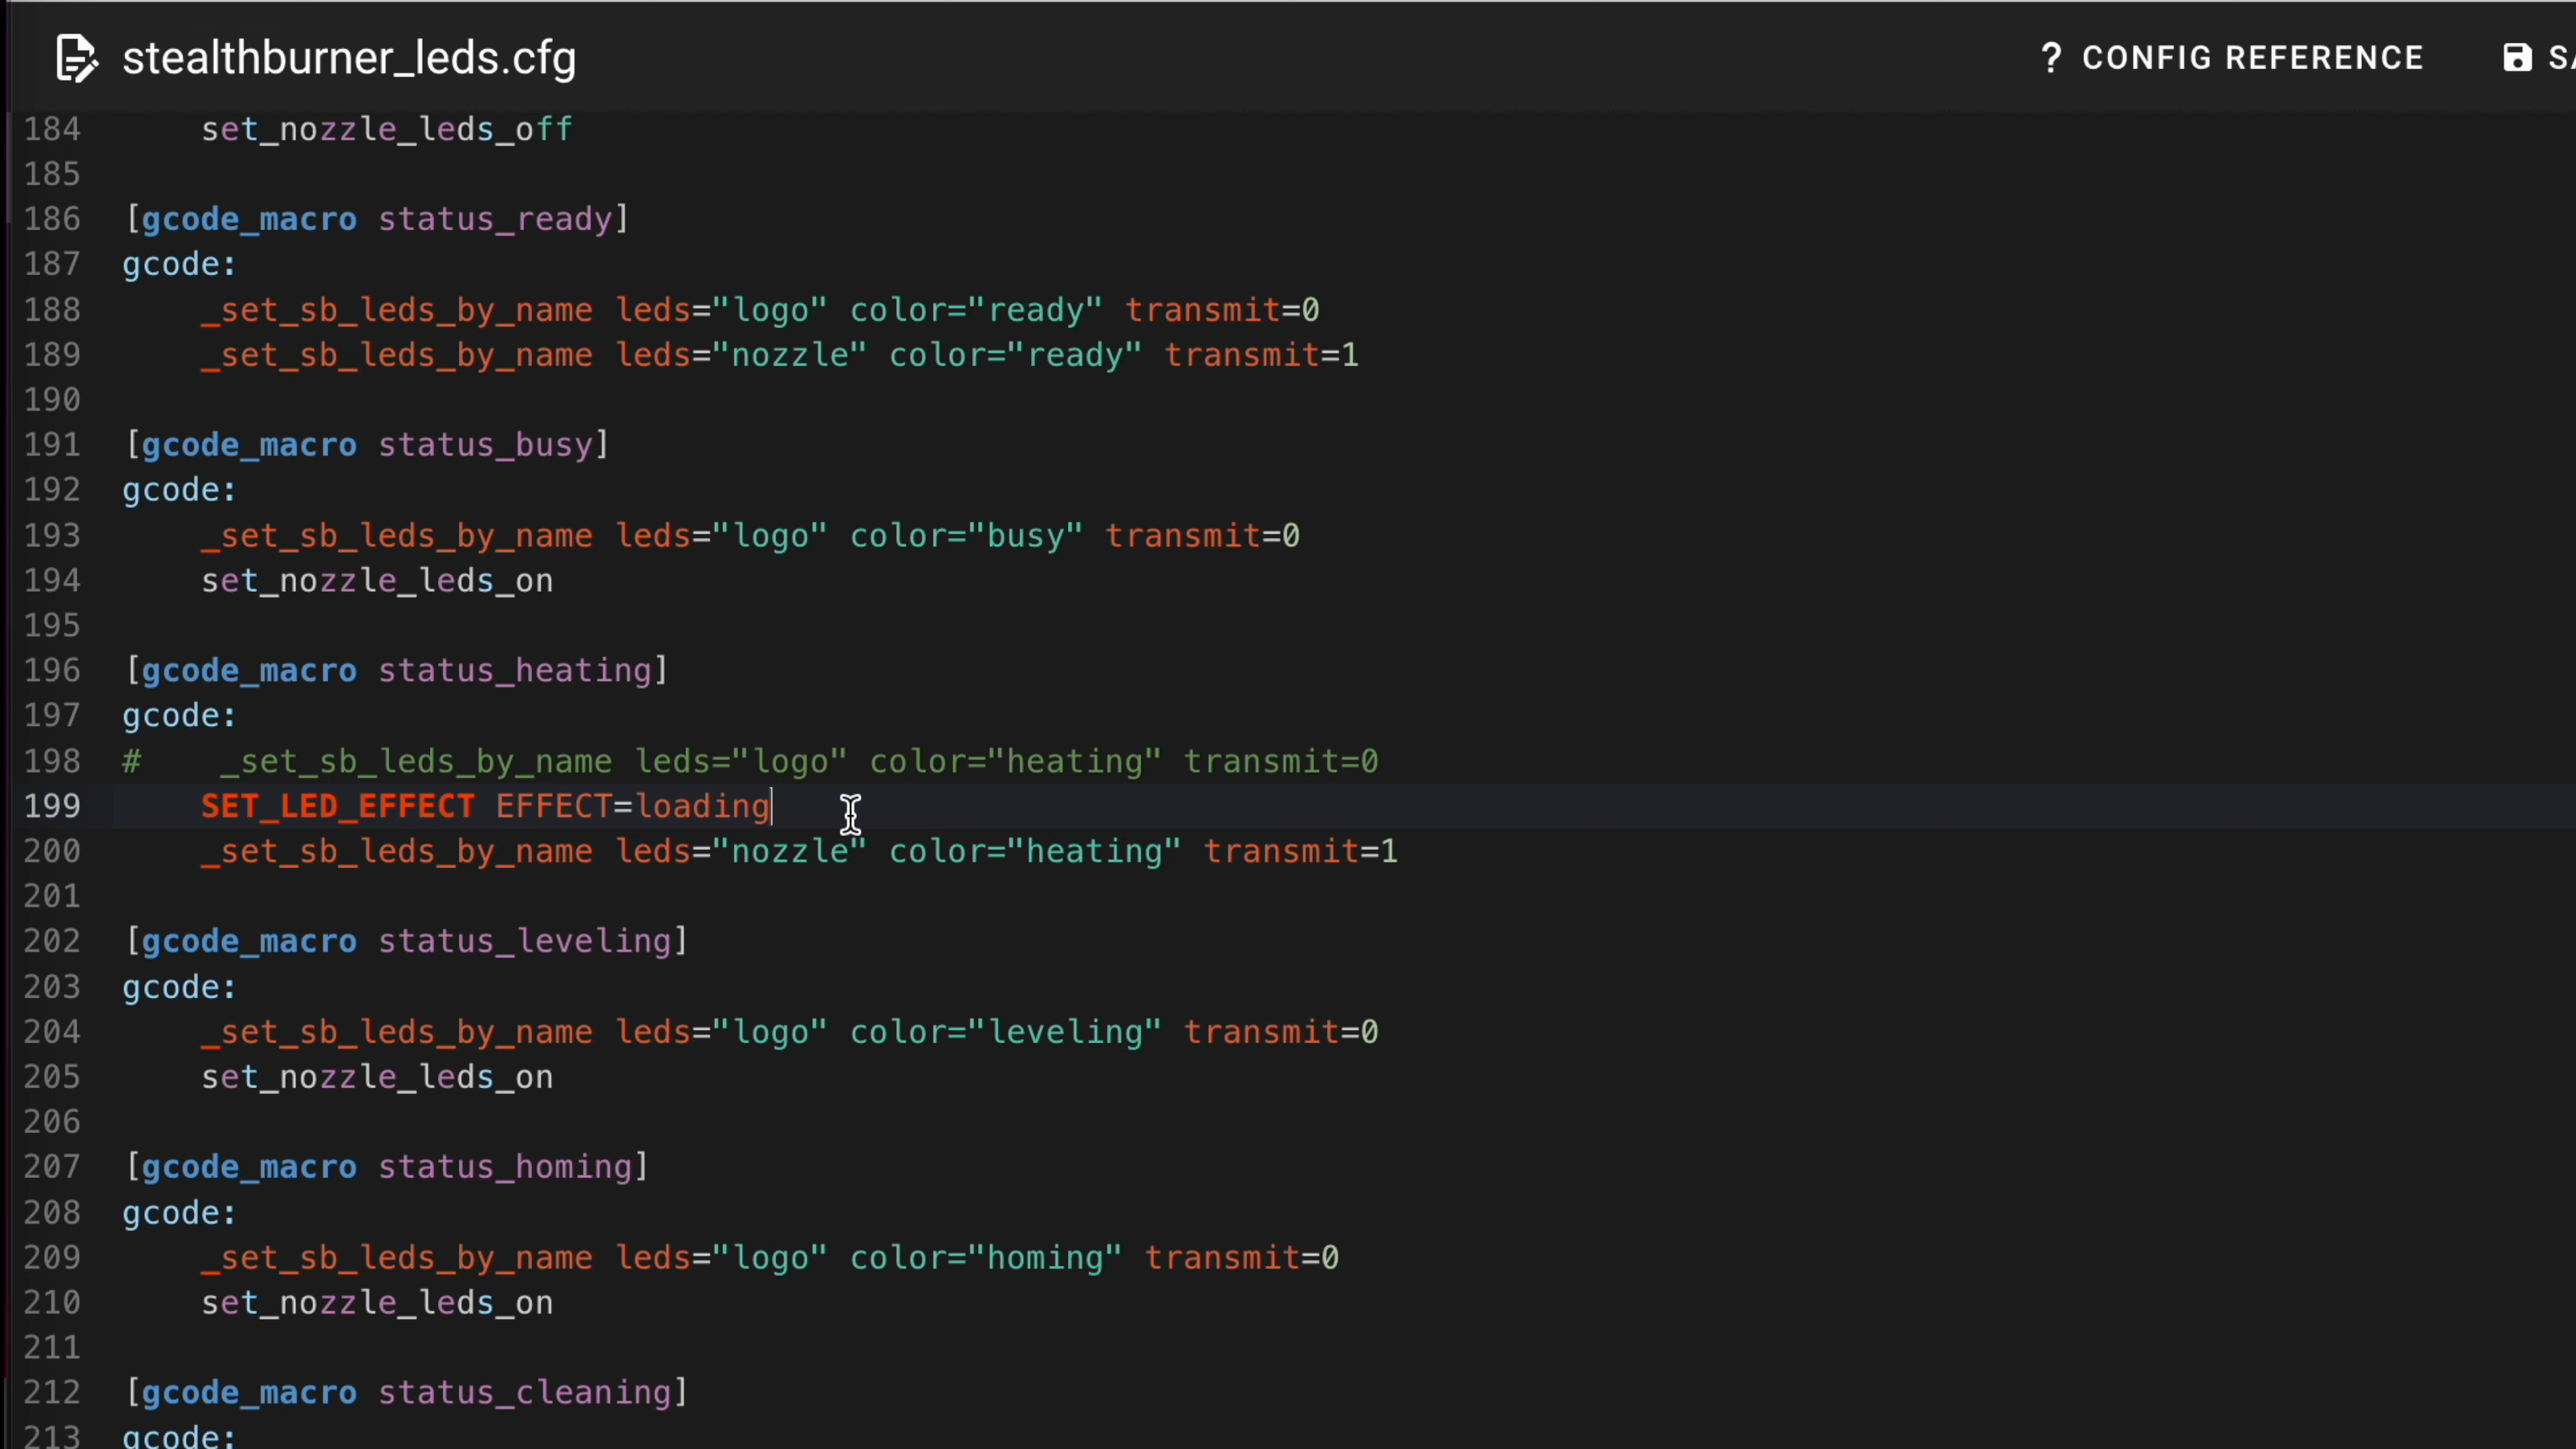 stealthburner_leds.cfg
? CONFIG REFERENCE
184 set_nozzle_leds_off
185
186 [gcode_macro status_ready]
187 gcode:
188 _set_sb_leds_by_name leds="logo" color="ready" transmit=0
189 _set_sb_leds_by_name leds="nozzle" color="ready" transmit=1
190
191 [gcode_macro status_busy]
192 gcode:
193 _set_sb_leds_by_name leds="logo" color="busy" transmit=0
194 set_nozzle_leds_on
195
196 [gcode_macro status_heating]
197 gcode:
198 # _set_sb_leds_by_name leds="logo" color="heating" transmit=0
199 SET_LED_EFFECT EFFECT=loading
200 _set_sb_leds_by_name leds="nozzle" color="heating" transmit=1
201
202 [gcode_macro status_leveling]
203 gcode:
204 _set_sb_leds_by_name leds="logo" color="leveling" transmit=0
205 set_nozzle_leds_on
206
207 [gcode_macro status_homing]
208 gcode:
209 _set_sb_leds_by_name leds="logo" color="homing" transmit=0
210 set_nozzle_leds_on
211
212 [gcode_macro status_cleaning]
213 gcode: